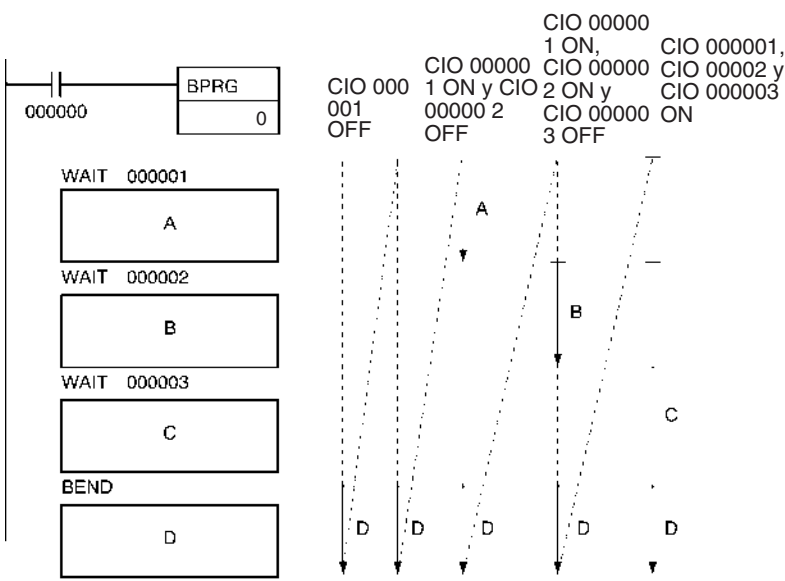 BPRG
000000
0
CIO 000
001
OFF
CIO 00000
1 ON y CIO
00000 2
OFF
CIO 00000
1 ON,
CIO 00000
2 ON y
CIO 00000
3 OFF
CIO 000001,
CIO 00002 y
CIO 000003
ON
WAIT 000001
A
A
WAIT 000002
B
B
WAIT 000003
C
C
BEND
D
D D D D D